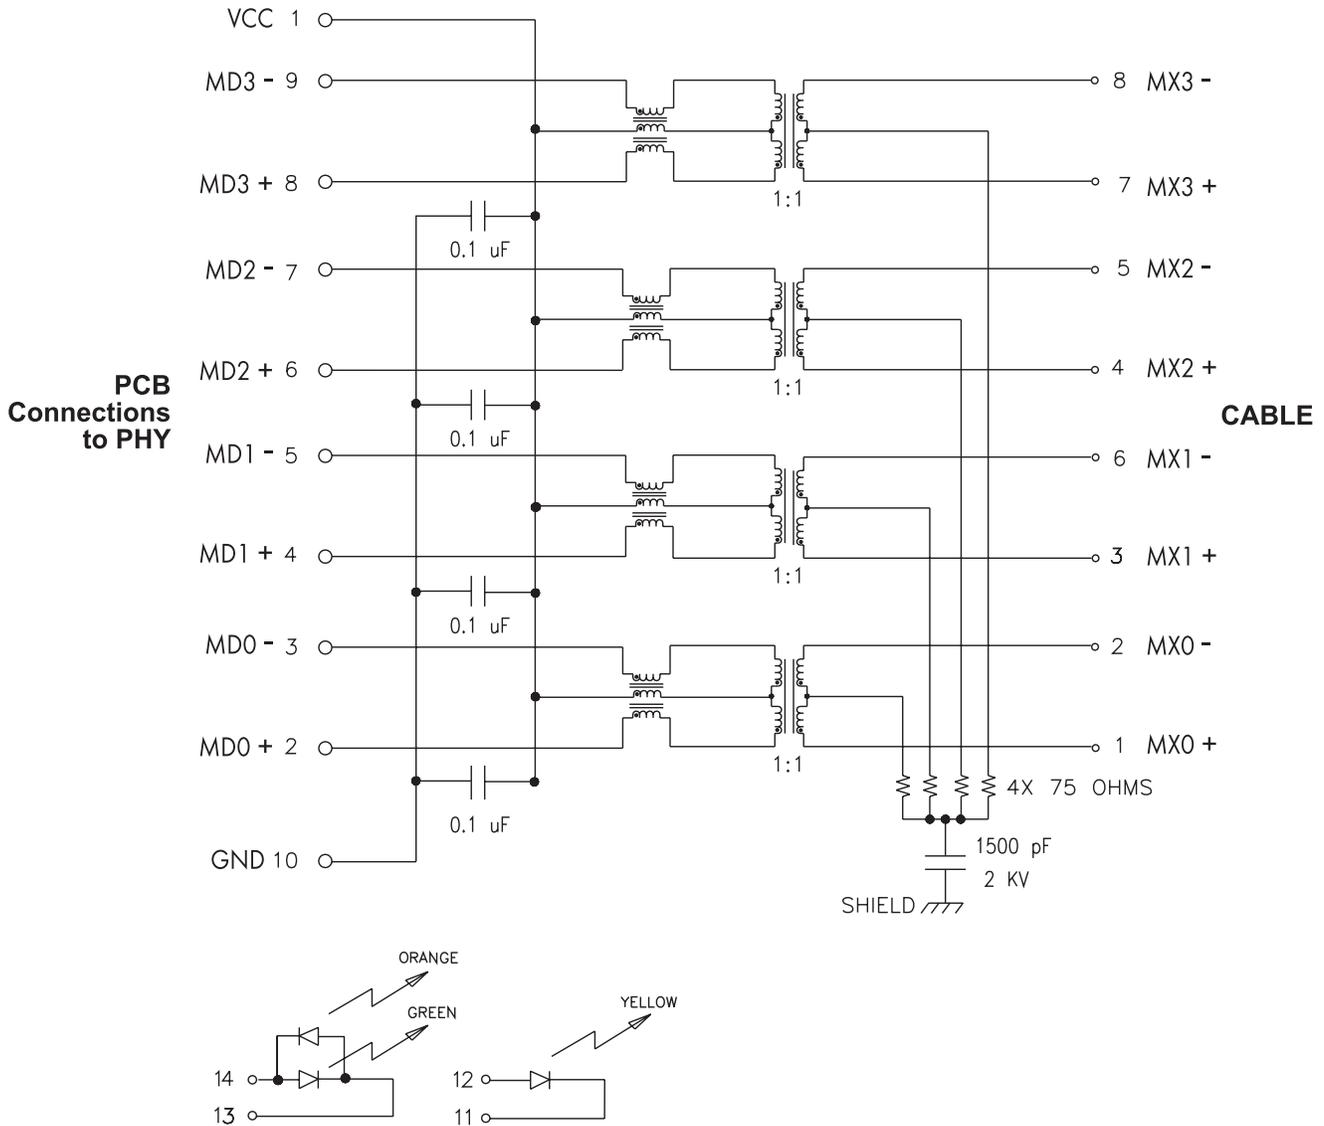 VCC 1
MD3 - 9
8 MX3 -
MD3 + 8
7 MX3 +
1:1
0.1 uF
MD2 - 7
5 MX2 -
MD2 + 6
4 MX2 +
1:1
PCB
Connections
to PHY
CABLE
0.1 uF
MD1 - 5
6 MX1 -
MD1 + 4
3 MX1 +
1:1
0.1 uF
MD0 - 3
2 MX0 -
MD0 + 2
1 MX0 +
1:1
4X 75 OHMS
0.1 uF
GND 10
1500 pF
2 KV
SHIELD
ORANGE
GREEN
YELLOW
14
13
12
11